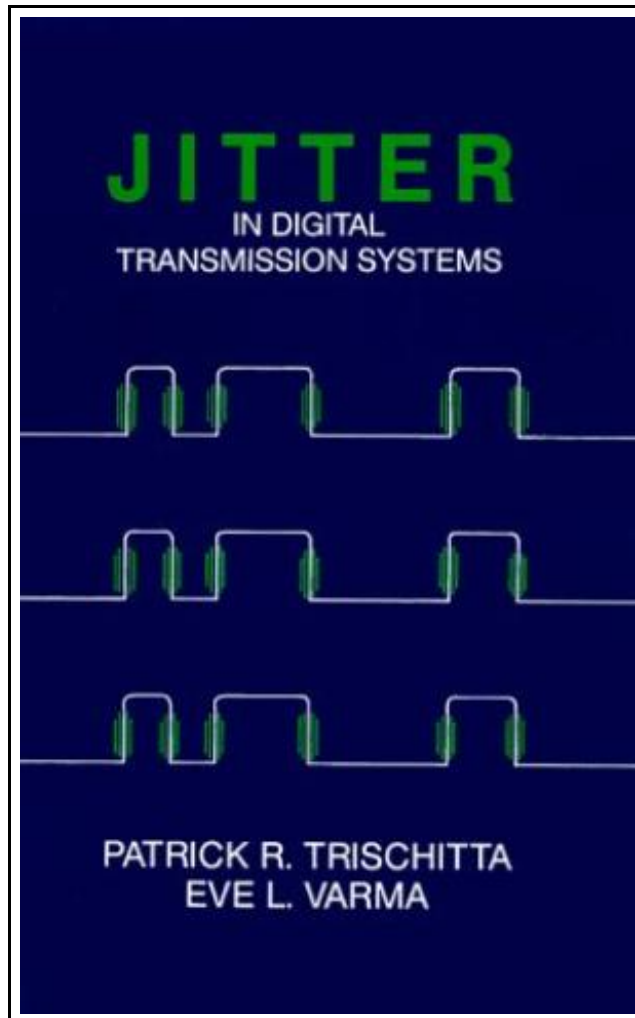 JITTER
IN DIGITAL
TRANSMISSION SYSTEMS
PATRICK R. TRISCHITTA
EVE L. VARMA